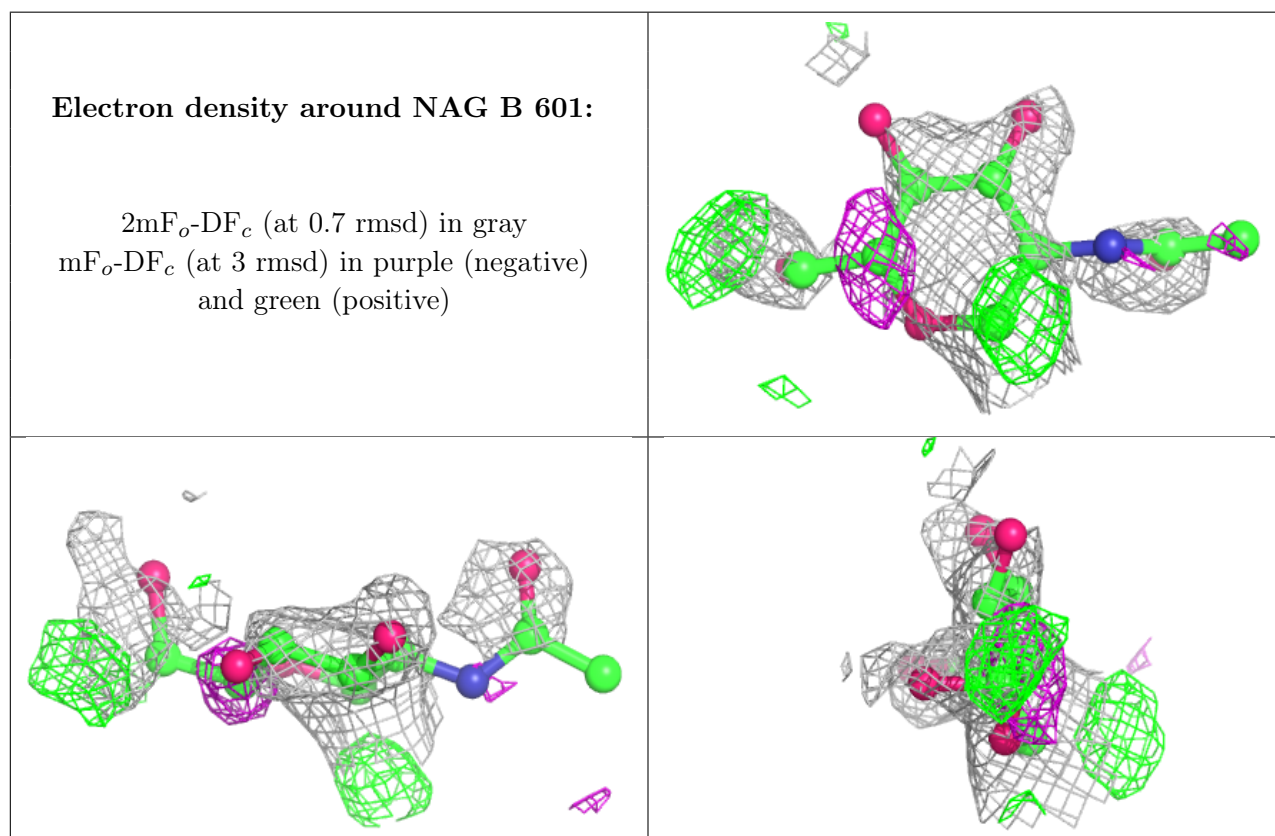 Electron density around NAG B 601:
2mFₒ-DF𝒸 (at 0.7 rmsd) in gray
mFₒ-DF𝒸 (at 3 rmsd) in purple (negative)
and green (positive)